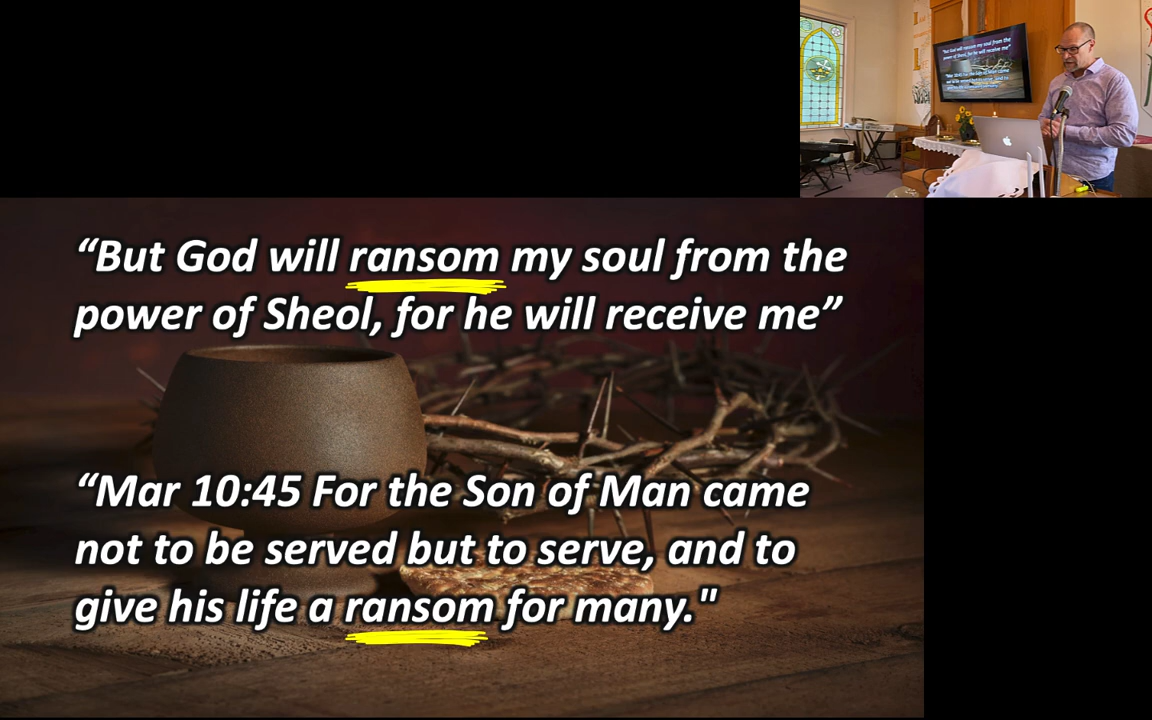 “But God will ransom my soul from the
power of Sheol, for he will receive me”
“Mar 10:45 For the Son of Man came
not to be served but to serve, and to
give his life a ransom for many."